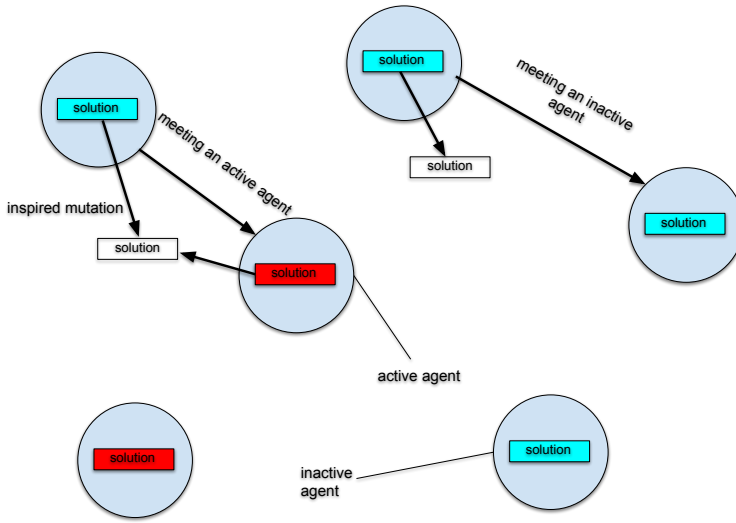 solution
meeting an inactive
agent
solution
meeting an active agent
solution
inspired mutation
solution
solution
solution
active agent
solution
solution
inactive
agent